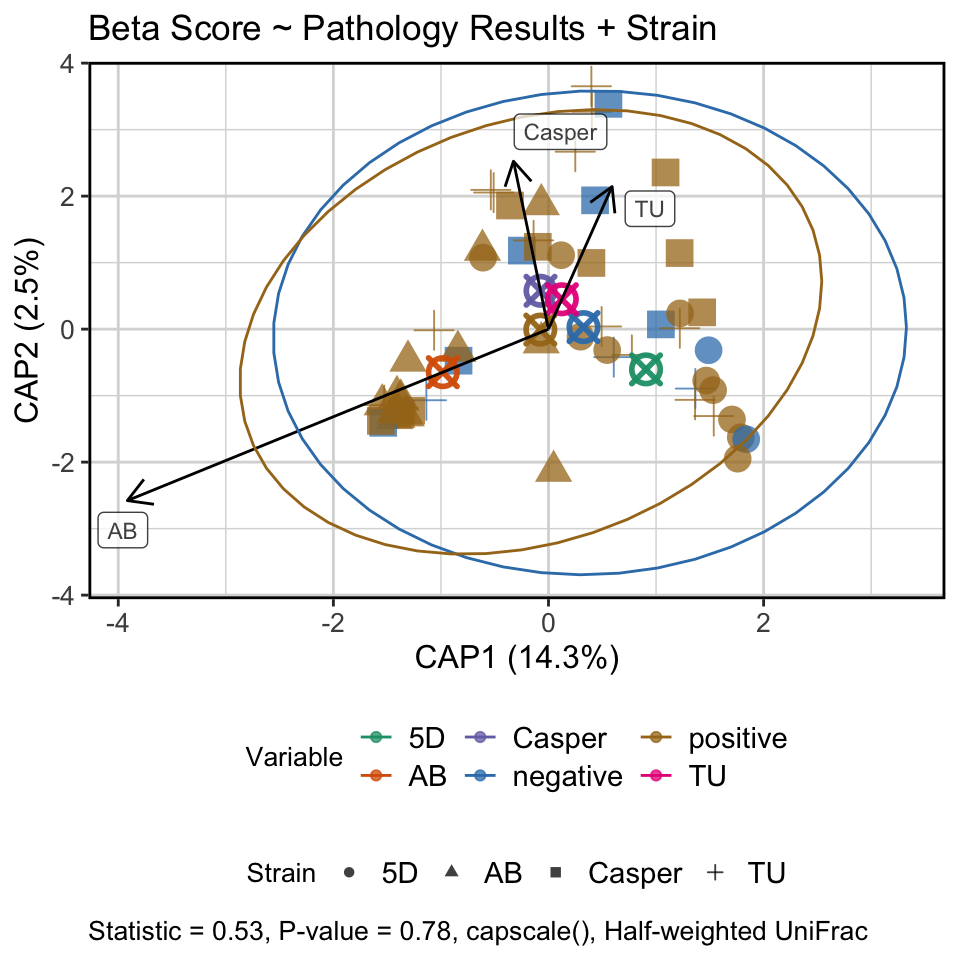 Beta Score ~ Pathology Results + Strain
4
2
0
-2
-4
CAP2 (2.5%)
Casper
TU
AB
-4 -2 0 2
CAP1 (14.3%)
Variable
5D Casper positive
AB negative TU
Strain 5D AB Casper TU
Statistic = 0.53, P-value = 0.78, capscale(), Half-weighted UniFrac